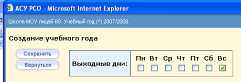 АСУ РСО - Microsoft Internet Explorer
Школа МОУ лицей 66. Учебный год (*) 2007/2008.
Создание учебного года
Сохранить
Вернуться
Выходные дни: Пн Вт Ср Чт Пт Сб Вс